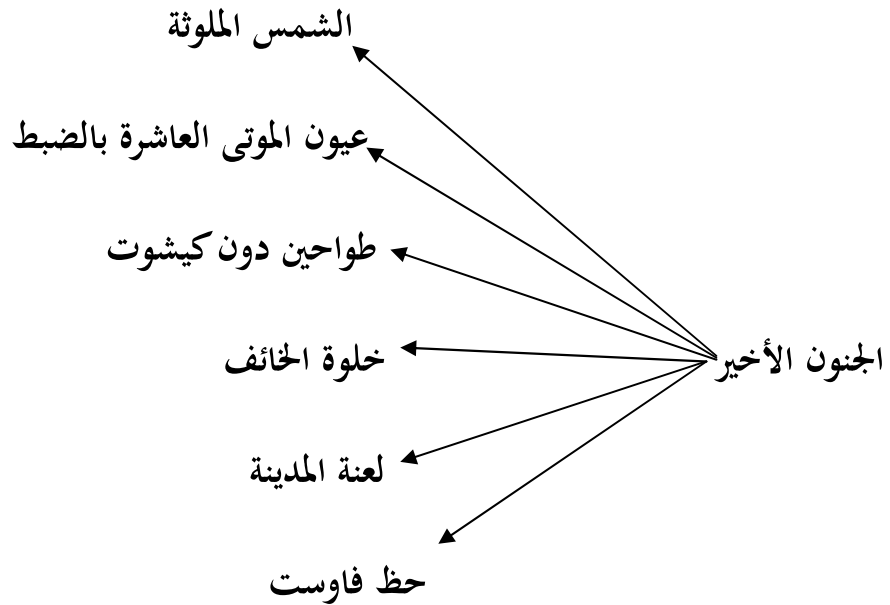 الشمس الملوثة
عيون الموتى العاشرة بالضبط
طواحين دون كيشوت
خلوة الخائف
الجنون الأخير
لعنة المدينة
حظ فاوست